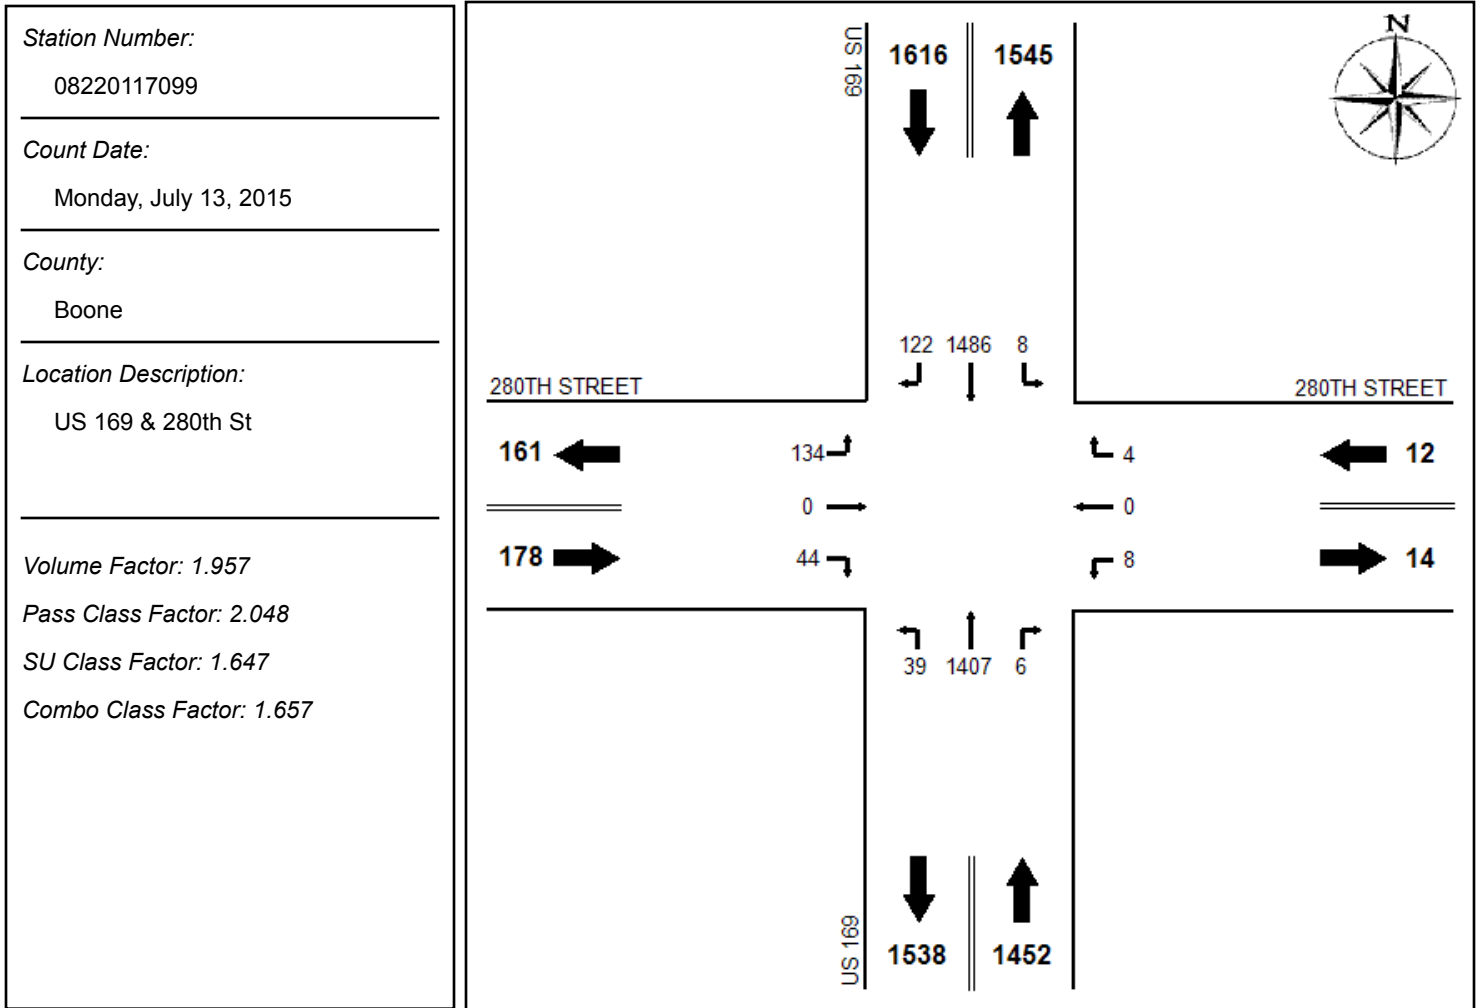 Station Number:
08220117099
Count Date:
Monday, July 13, 2015
County:
Boone
Location Description:
US 169 & 280th St
Volume Factor: 1.957
Pass Class Factor: 2.048
SU Class Factor: 1.647
Combo Class Factor: 1.657
N
US 169
1616 1545
122 1486 8
280TH STREET
280TH STREET
161 134 4 12
0 0
178 44 8 14
39 1407 6
US 169
1538 1452